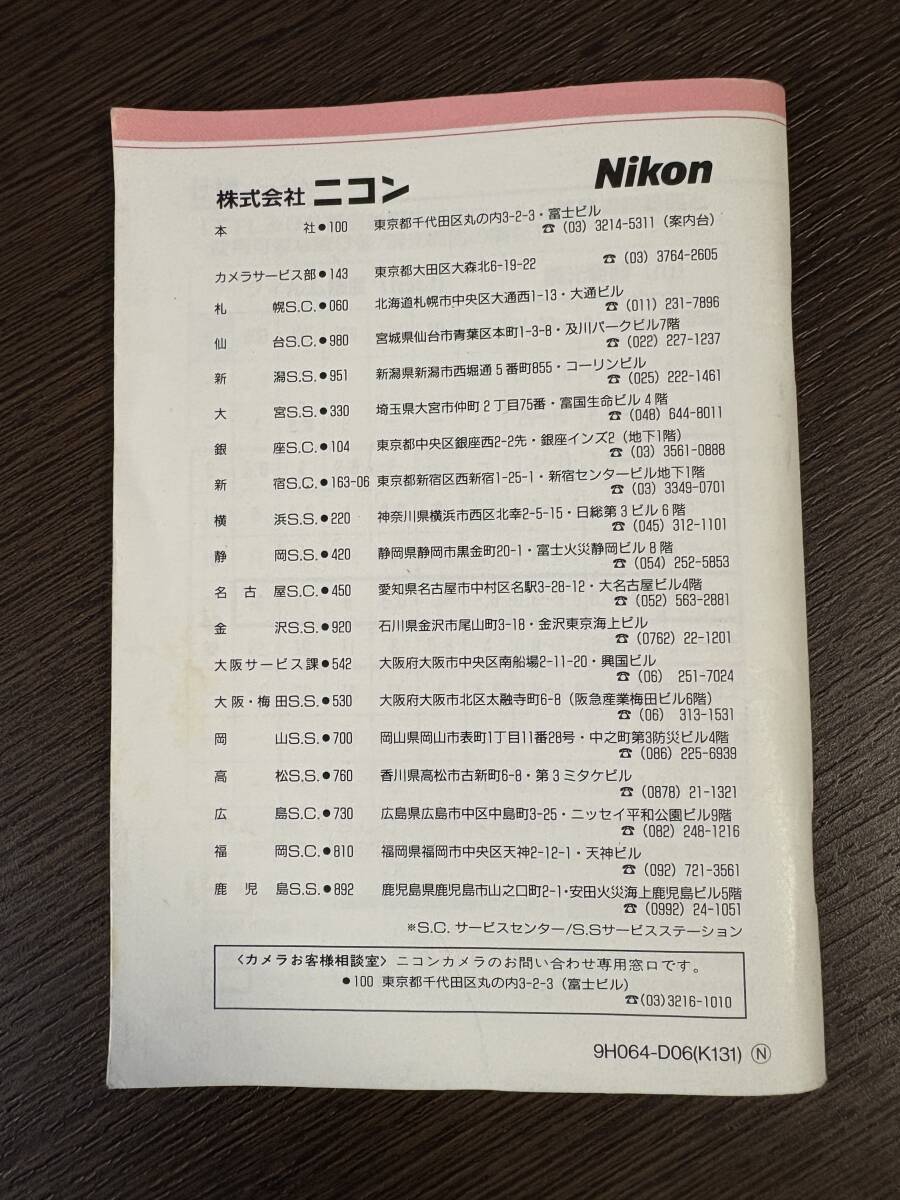 株式会社 ニコン Nikon
本社●100 東京都千代田区丸の内3-2-3・富士ビル
☎ (03) 3214-5311 (案内台)
カメラサービス部●143 東京都大田区大森北6-19-22 ☎ (03) 3764-2605
札幌S.C.●060 北海道札幌市中央区大通西1-13・大通ビル
☎ (011) 231-7896
仙台S.C.●980 宮城県仙台市青葉区本町1-3-8・及川パークビル7階
☎ (022) 227-1237
新潟S.S.●951 新潟県新潟市西堀通5番町855・コーリンビル
☎ (025) 222-1461
大宮S.S.●330 埼玉県大宮市仲町2丁目75番・富国生命ビル4階
☎ (048) 644-8011
銀座S.C.●104 東京都中央区銀座西2-2先・銀座インズ2 (地下1階)
☎ (03) 3561-0888
新宿S.C.●163-06 東京都新宿区西新宿1-25-1・新宿センタービル地下1階
☎ (03) 3349-0701
横浜S.S.●220 神奈川県横浜市西区北幸2-5-15・日総第3ビル6階
☎ (045) 312-1101
静岡S.S.●420 静岡県静岡市黒金町20-1・富士火災静岡ビル8階
☎ (054) 252-5853
名古屋S.C.●450 愛知県名古屋市中村区名駅3-28-12・大名古屋ビル4階
☎ (052) 563-2881
金沢S.S.●920 石川県金沢市尾山町3-18・金沢東京海上ビル
☎ (0762) 22-1201
大阪サービス課●542 大阪府大阪市中央区南船場2-11-20・興国ビル
☎ (06) 251-7024
大阪・梅田S.S.●530 大阪府大阪市北区太融寺町6-8 (阪急産業梅田ビル6階)
☎ (06) 313-1531
岡山S.S.●700 岡山県岡山市表町1丁目11番28号・中之町第3防災ビル4階
☎ (086) 225-6939
高松S.S.●760 香川県高松市古新町6-8・第3ミタケビル
☎ (0878) 21-1321
広島S.C.●730 広島県広島市中区中島町3-25・ニッセイ平和公園ビル9階
☎ (082) 248-1216
福岡S.C.●810 福岡県福岡市中央区天神2-12-1・天神ビル
☎ (092) 721-3561
鹿児島S.S.●892 鹿児島県鹿児島市山之口町2-1・安田火災海上鹿児島ビル5階
☎ (0992) 24-1051
※S.C. サービスセンター/S.Sサービスステーション
〈カメラお客様相談室〉ニコンカメラのお問い合わせ専用窓口です。
●100 東京都千代田区丸の内3-2-3 (富士ビル)
☎(03)3216-1010
9H064-D06(K131) Ⓝ